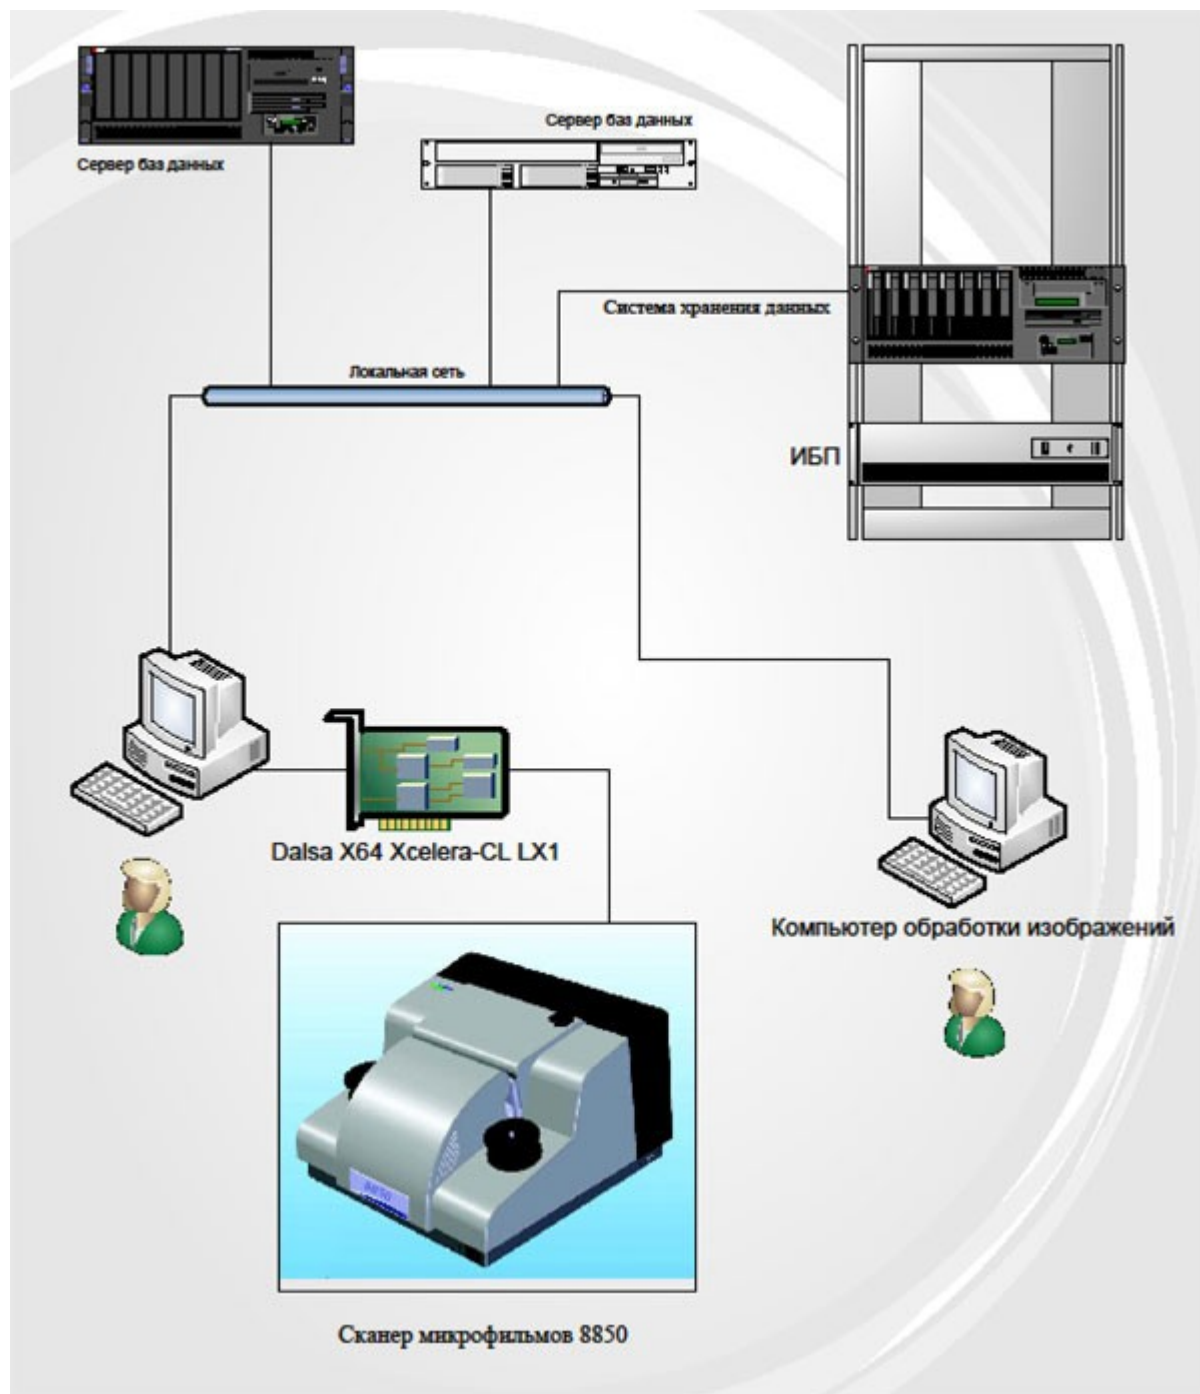 Сервер баз данных
Сервер баз данных
Система хранения данных
Локальная сеть
ИБП
Dalsa X64 Xcelera-CL LX1
Компьютер обработки изображений
8850
Сканер микрофильмов 8850